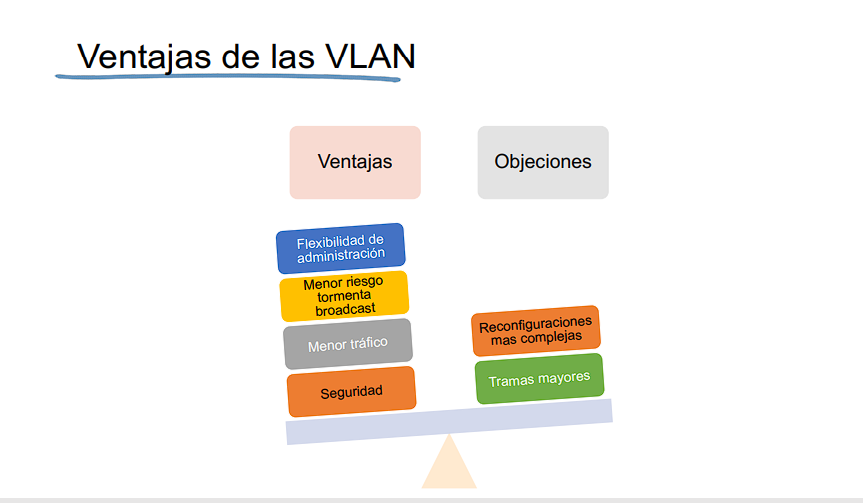 Ventajas de las VLAN
Ventajas
Objeciones
Flexibilidad de
administración
Menor riesgo
tormenta
broadcast
Menor tráfico
Seguridad
Reconfiguraciones
mas complejas
Tramas mayores